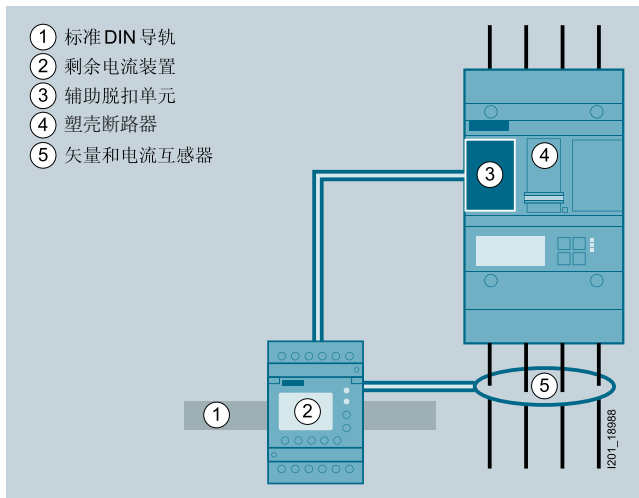 ① 标准DIN导轨
② 剩余电流装置
③ 辅助脱扣单元
④ 塑壳断路器
⑤ 矢量和电流互感器
④
③
⑤
①
②
I201_18988